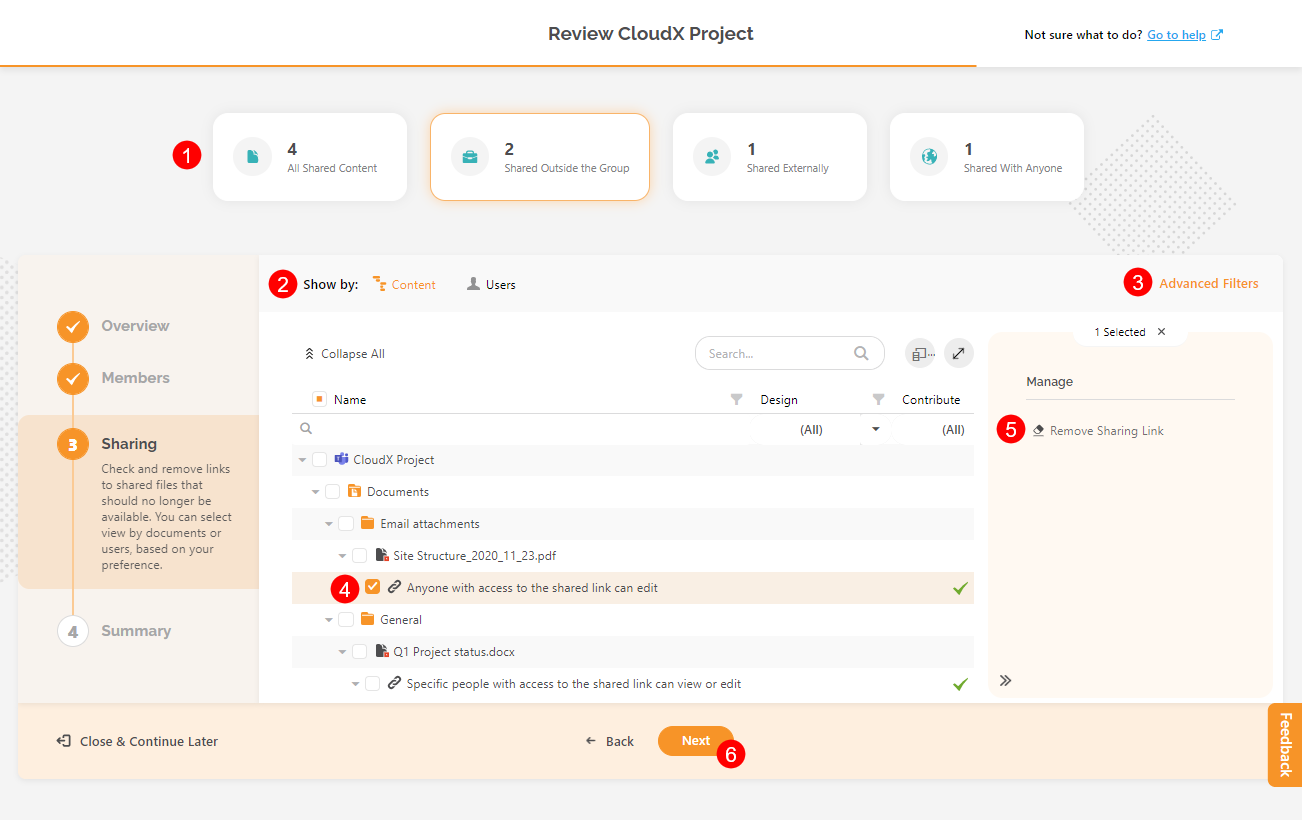 Review CloudX Project
Not sure what to do? Go to help
1
4
All Shared Content
2
Shared Outside the Group
1
Shared Externally
1
Shared With Anyone
2 Show by: Content Users
3 Advanced Filters
Overview
Members
3 Sharing
Check and remove links
to shared files that
should no longer be
available. You can select
view by documents or
users, based on your
preference.
4 Summary
Collapse All
Search...
Name Design Contribute
(All) (All)
CloudX Project
Documents
Email attachments
Site Structure_2020_11_23.pdf
4 Anyone with access to the shared link can edit
General
Q1 Project status.docx
Specific people with access to the shared link can view or edit
1 Selected
Manage
5 Remove Sharing Link
Close & Continue Later
Back
Next
6
Feedback